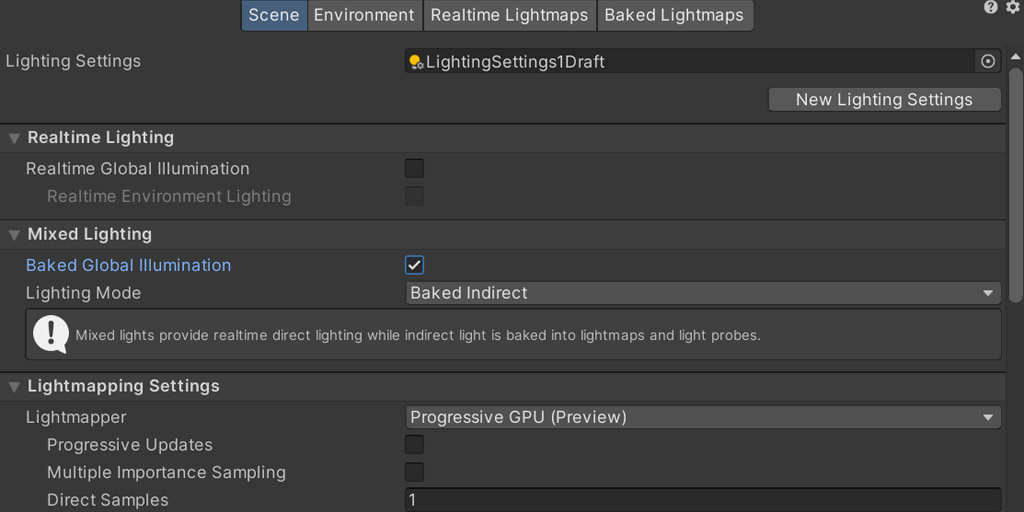 Scene Environment Realtime Lightmaps Baked Lightmaps
Lighting Settings LightingSettings1Draft
New Lighting Settings
Realtime Lighting
Realtime Global Illumination
Realtime Environment Lighting
Mixed Lighting
Baked Global Illumination
Lighting Mode Baked Indirect
Mixed lights provide realtime direct lighting while indirect light is baked into lightmaps and light probes.
Lightmapping Settings
Lightmapper Progressive GPU (Preview)
Progressive Updates
Multiple Importance Sampling
Direct Samples 1